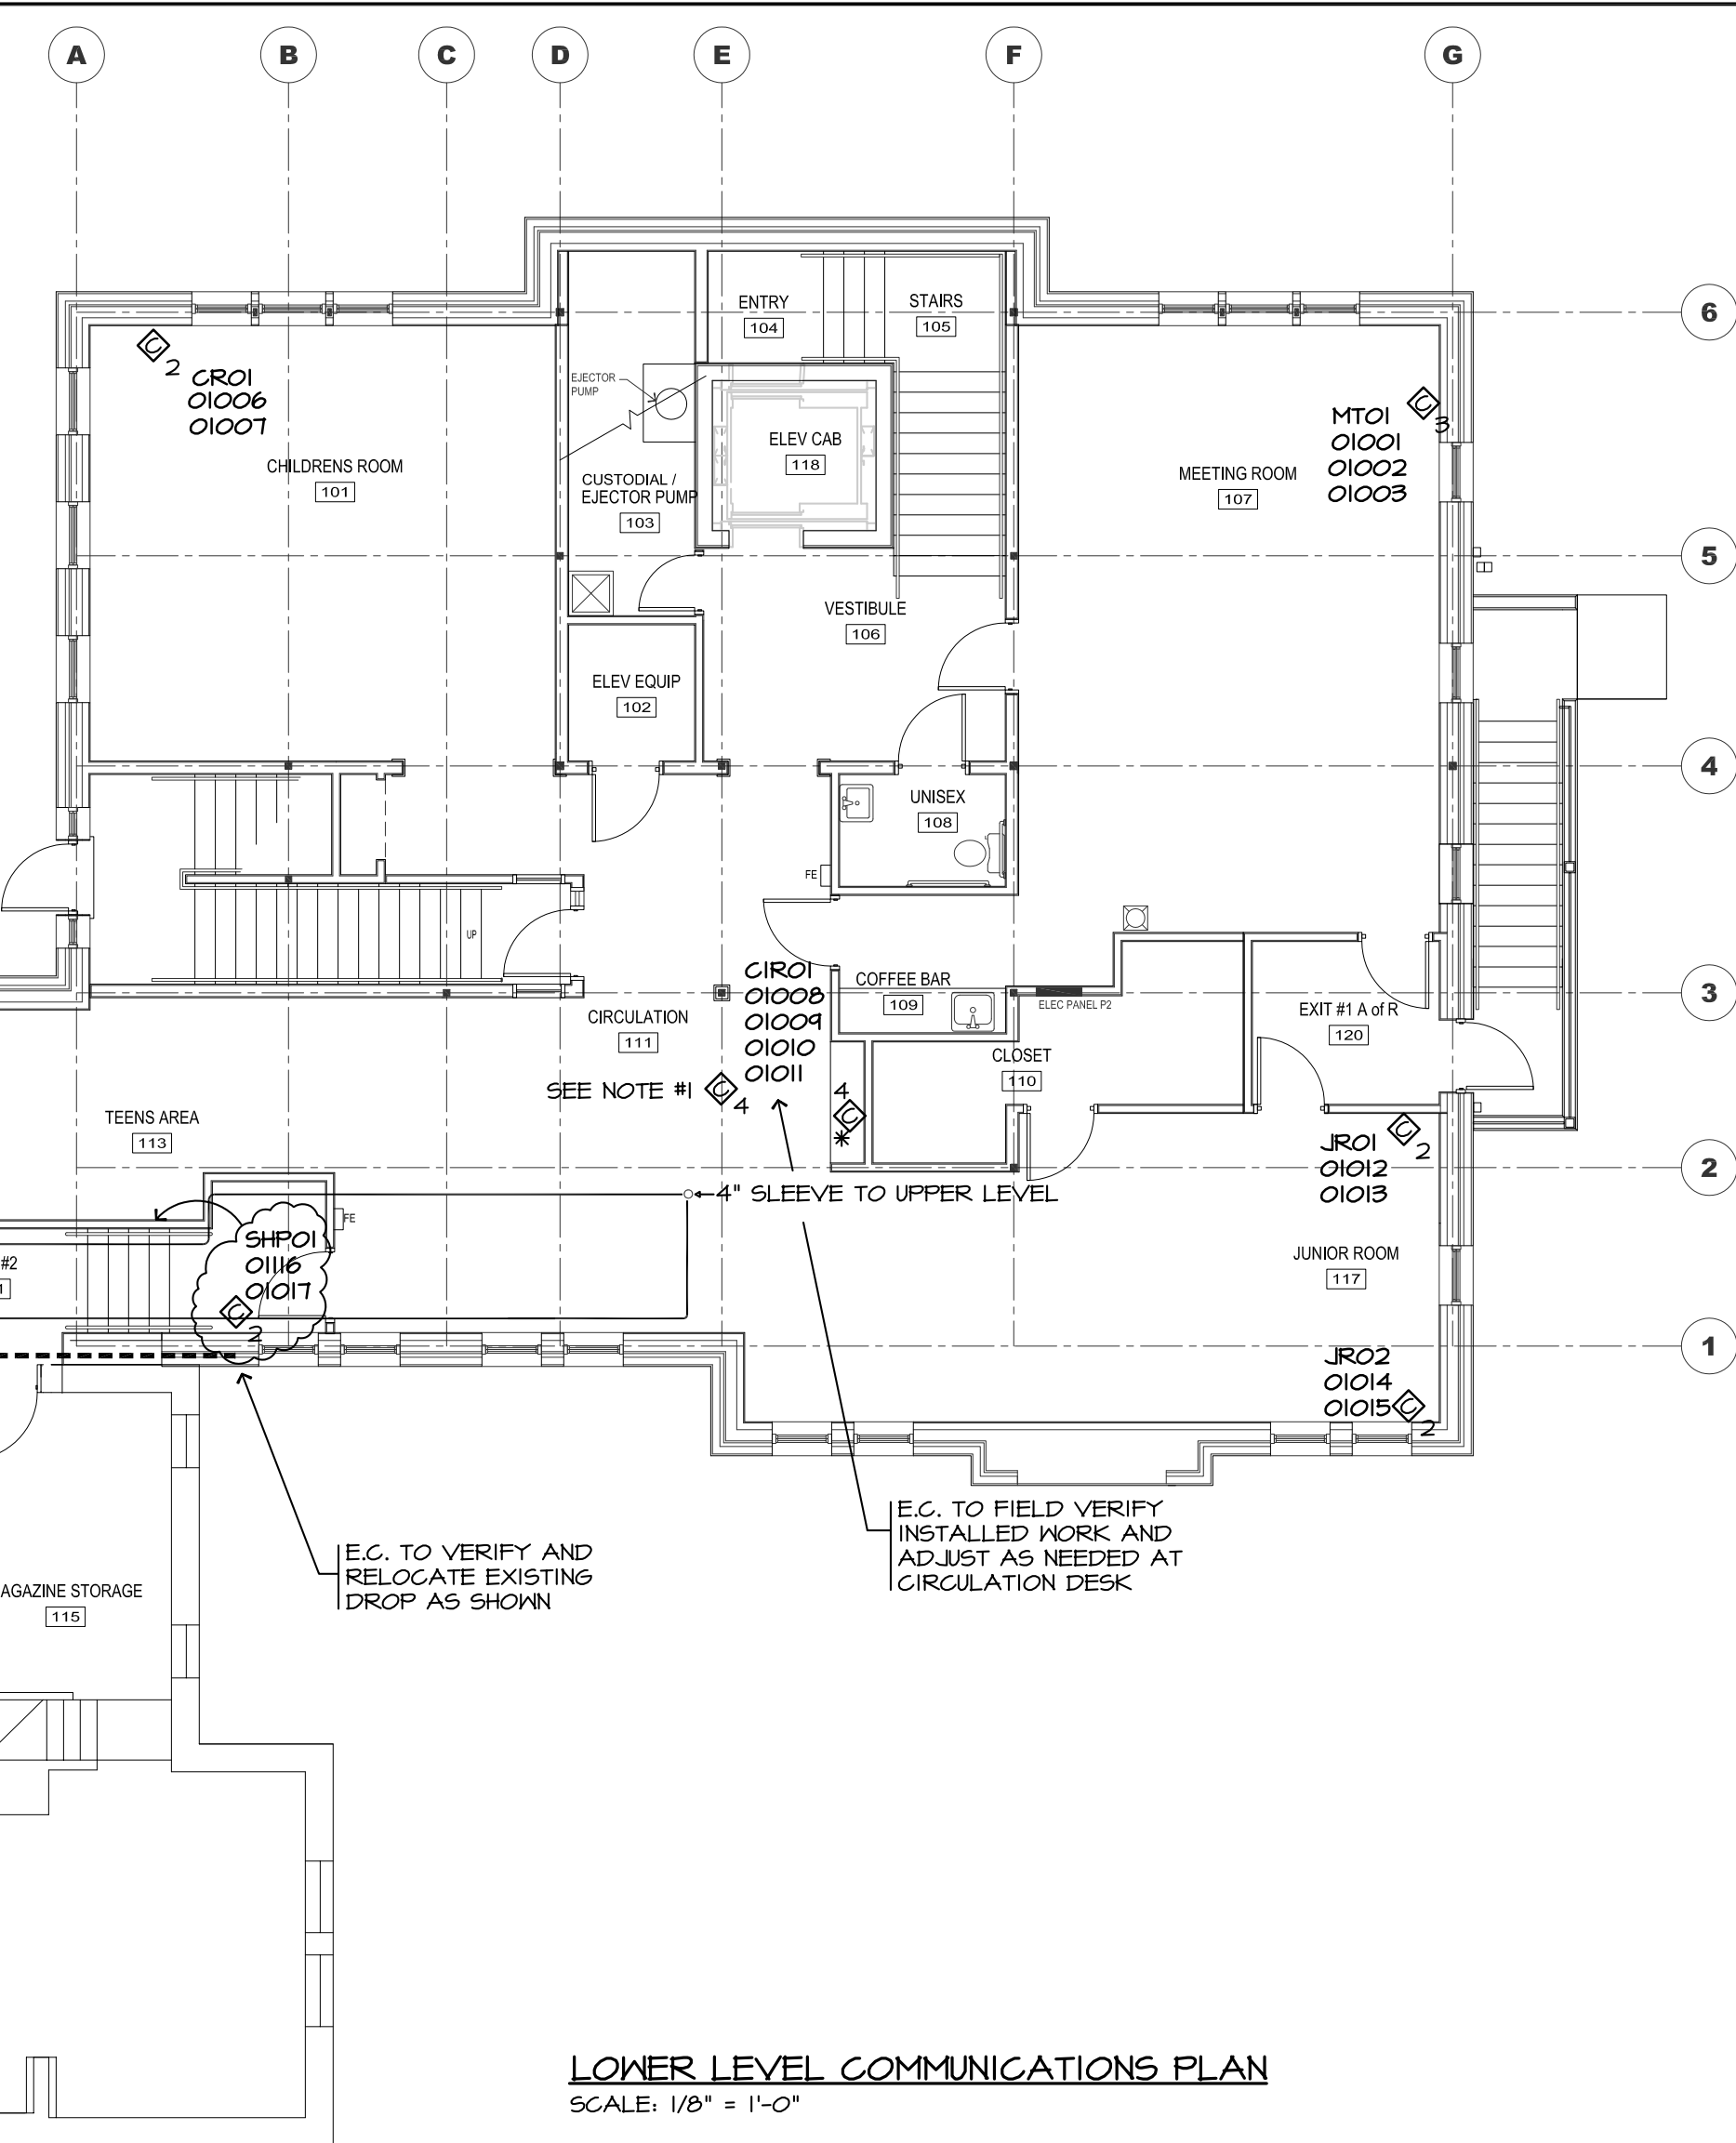 A
B
C
D
E
F
G
6
5
4
3
2
1
ENTRY
104
STAIRS
105
C
2
CR01
01006
01007
CHILDRENS ROOM
101
EJECTOR
PUMP
CUSTODIAL /
EJECTOR PUMP
103
ELEV CAB
118
MEETING ROOM
107
C
3
MT01
01001
01002
01003
VESTIBULE
106
ELEV EQUIP
102
UNISEX
108
FE
UP
CIR01
01008
01009
01010
01011
COFFEE BAR
109
ELEC PANEL P2
CIRCULATION
111
CLOSET
110
EXIT #1 A of R
120
SEE NOTE #1
C
4
4
C
*
TEENS AREA
113
JR01
01012
01013
C
2
4" SLEEVE TO UPPER LEVEL
FE
SHP01
01116
01017
C
2
#2
1
JUNIOR ROOM
117
JR02
01014
01015
C
2
E.C. TO FIELD VERIFY
INSTALLED WORK AND
ADJUST AS NEEDED AT
CIRCULATION DESK
E.C. TO VERIFY AND
RELOCATE EXISTING
DROP AS SHOWN
AGAZINE STORAGE
115
LOWER LEVEL COMMUNICATIONS PLAN
SCALE: 1/8" = 1'-0"